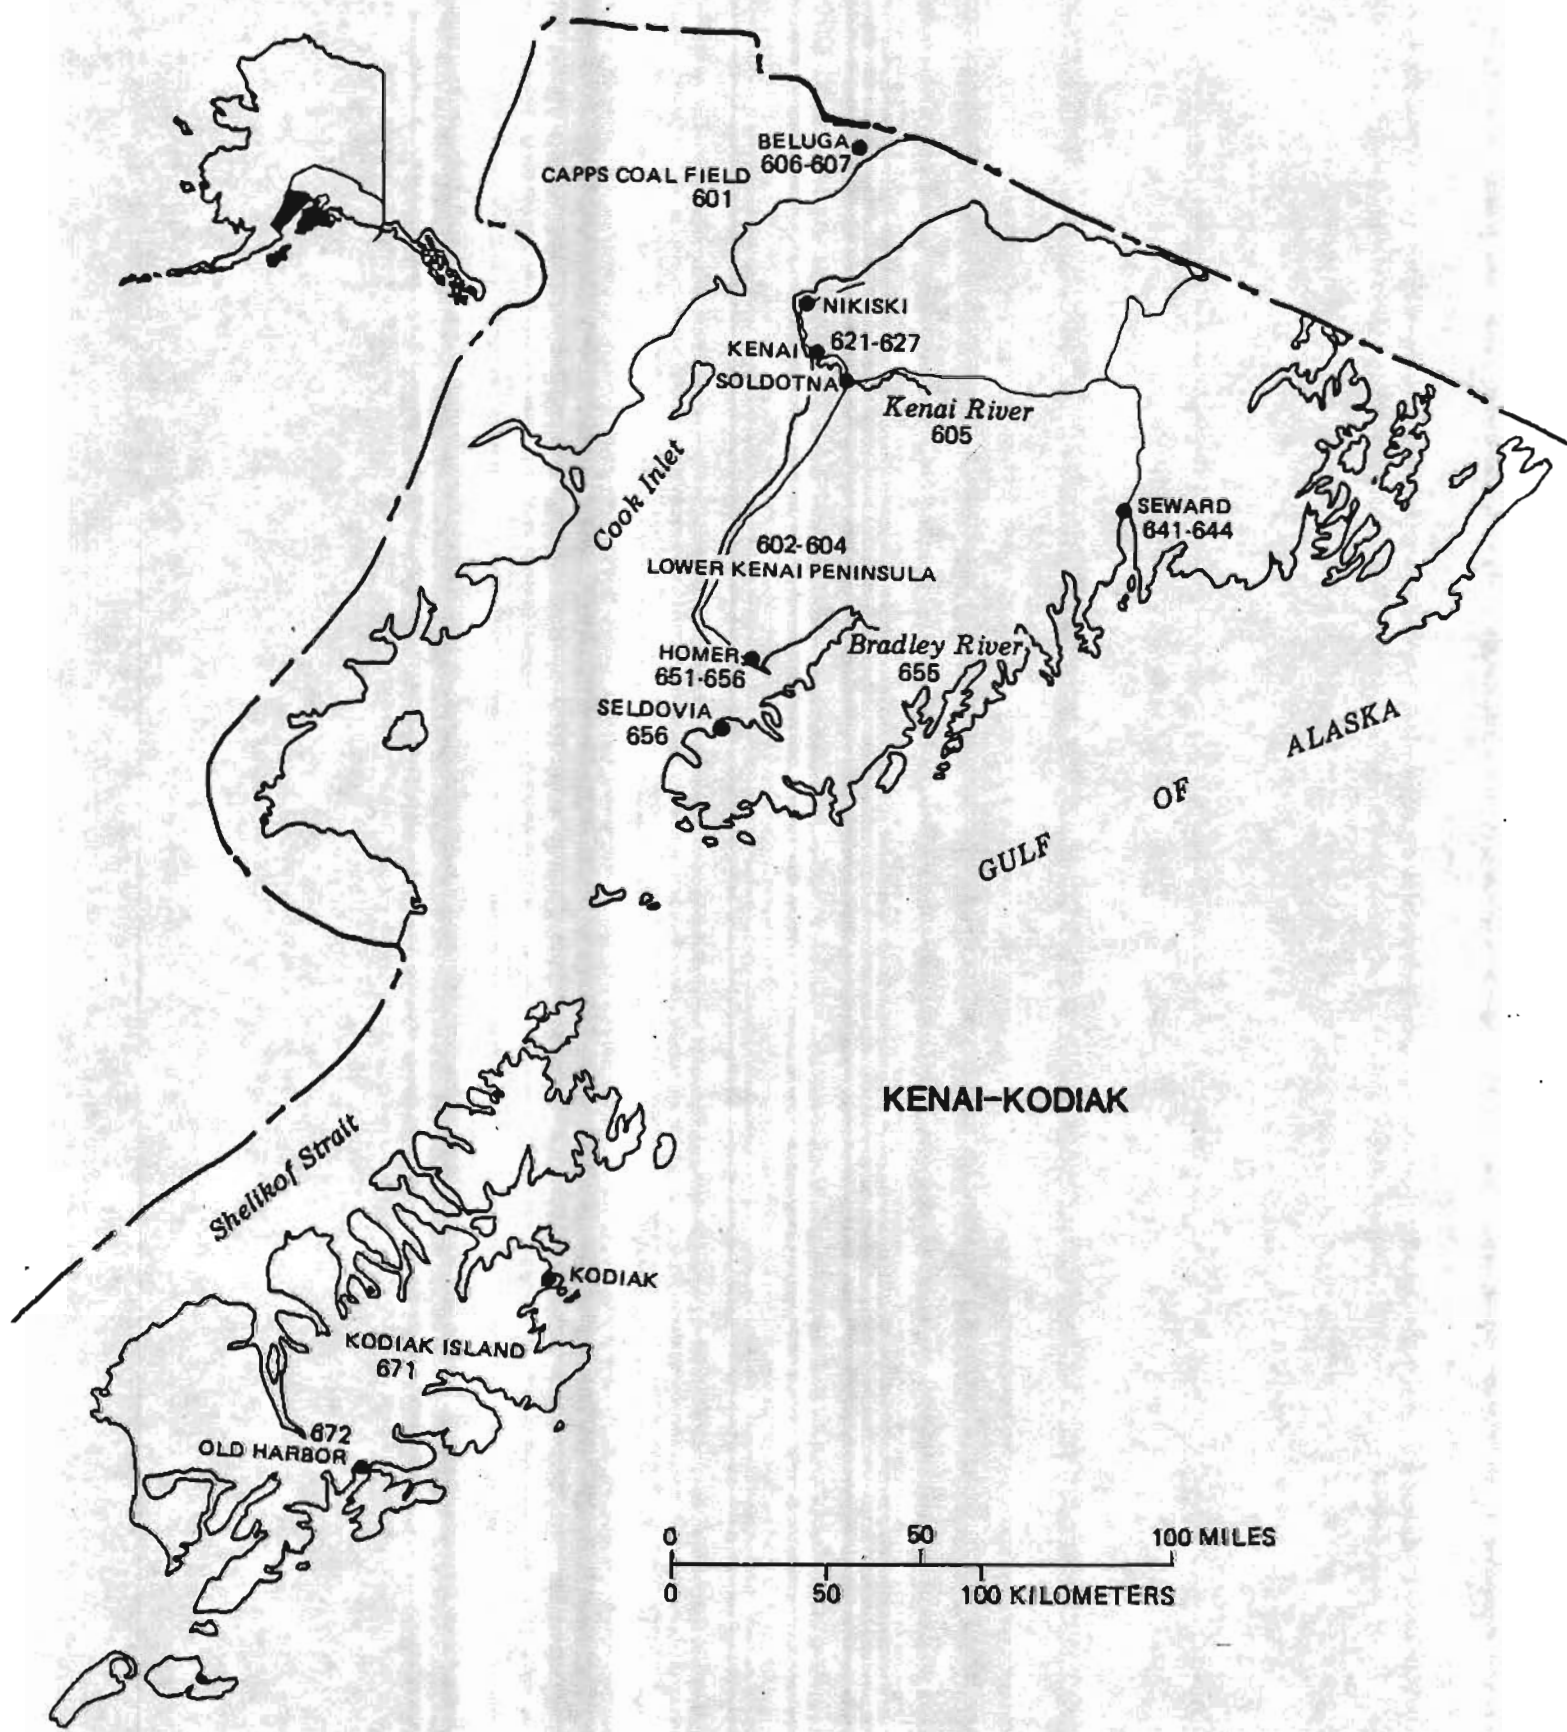 BELUGA
606-607
CAPPS COAL FIELD
601
NIKISKI
621-627
KENAI
SOLDOTNA
Kenai River
605
Cook Inlet
SEWARD
641-644
602-604
LOWER KENAI PENINSULA
Bradley River
655
HOMER
651-656
SELDOVIA
656
GULF OF ALASKA
KENAI-KODIAK
Shelikof Strait
KODIAK
KODIAK ISLAND
671
672
OLD HARBOR
0 50 100 MILES
0 50 100 KILOMETERS